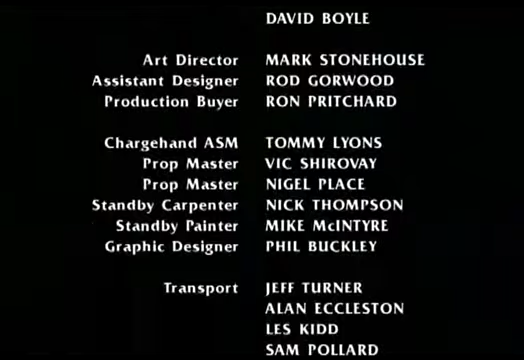 DAVID BOYLE
Art Director MARK STONEHOUSE
Assistant Designer ROD GORWOOD
Production Buyer RON PRITCHARD
Chargehand ASM TOMMY LYONS
Prop Master VIC SHIROVAY
Prop Master NIGEL PLACE
Standby Carpenter NICK THOMPSON
Standby Painter MIKE McINTYRE
Graphic Designer PHIL BUCKLEY
Transport JEFF TURNER
ALAN ECCLESTON
LES KIDD
SAM POLLARD